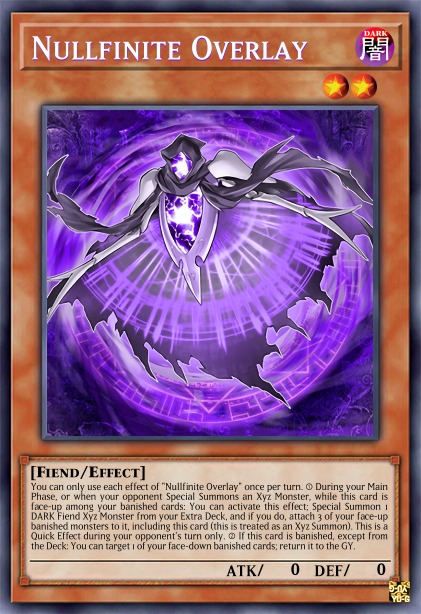 Nullfinite Overlay
DARK
闇
[Fiend/Effect]
You can only use each effect of "Nullfinite Overlay" once per turn. ① During your Main
Phase, or when your opponent Special Summons an Xyz Monster, while this card is
face-up among your banished cards: You can activate this effect; Special Summon 1
DARK Fiend Xyz Monster from your Extra Deck, and if you do, attach 3 of your face-up
banished monsters to it, including this card (this is treated as an Xyz Summon). This is a
Quick Effect during your opponent's turn only. ② If this card is banished, except from
the Deck: You can target 1 of your face-down banished cards; return it to the GY.
ATK/ 0 DEF/ 0